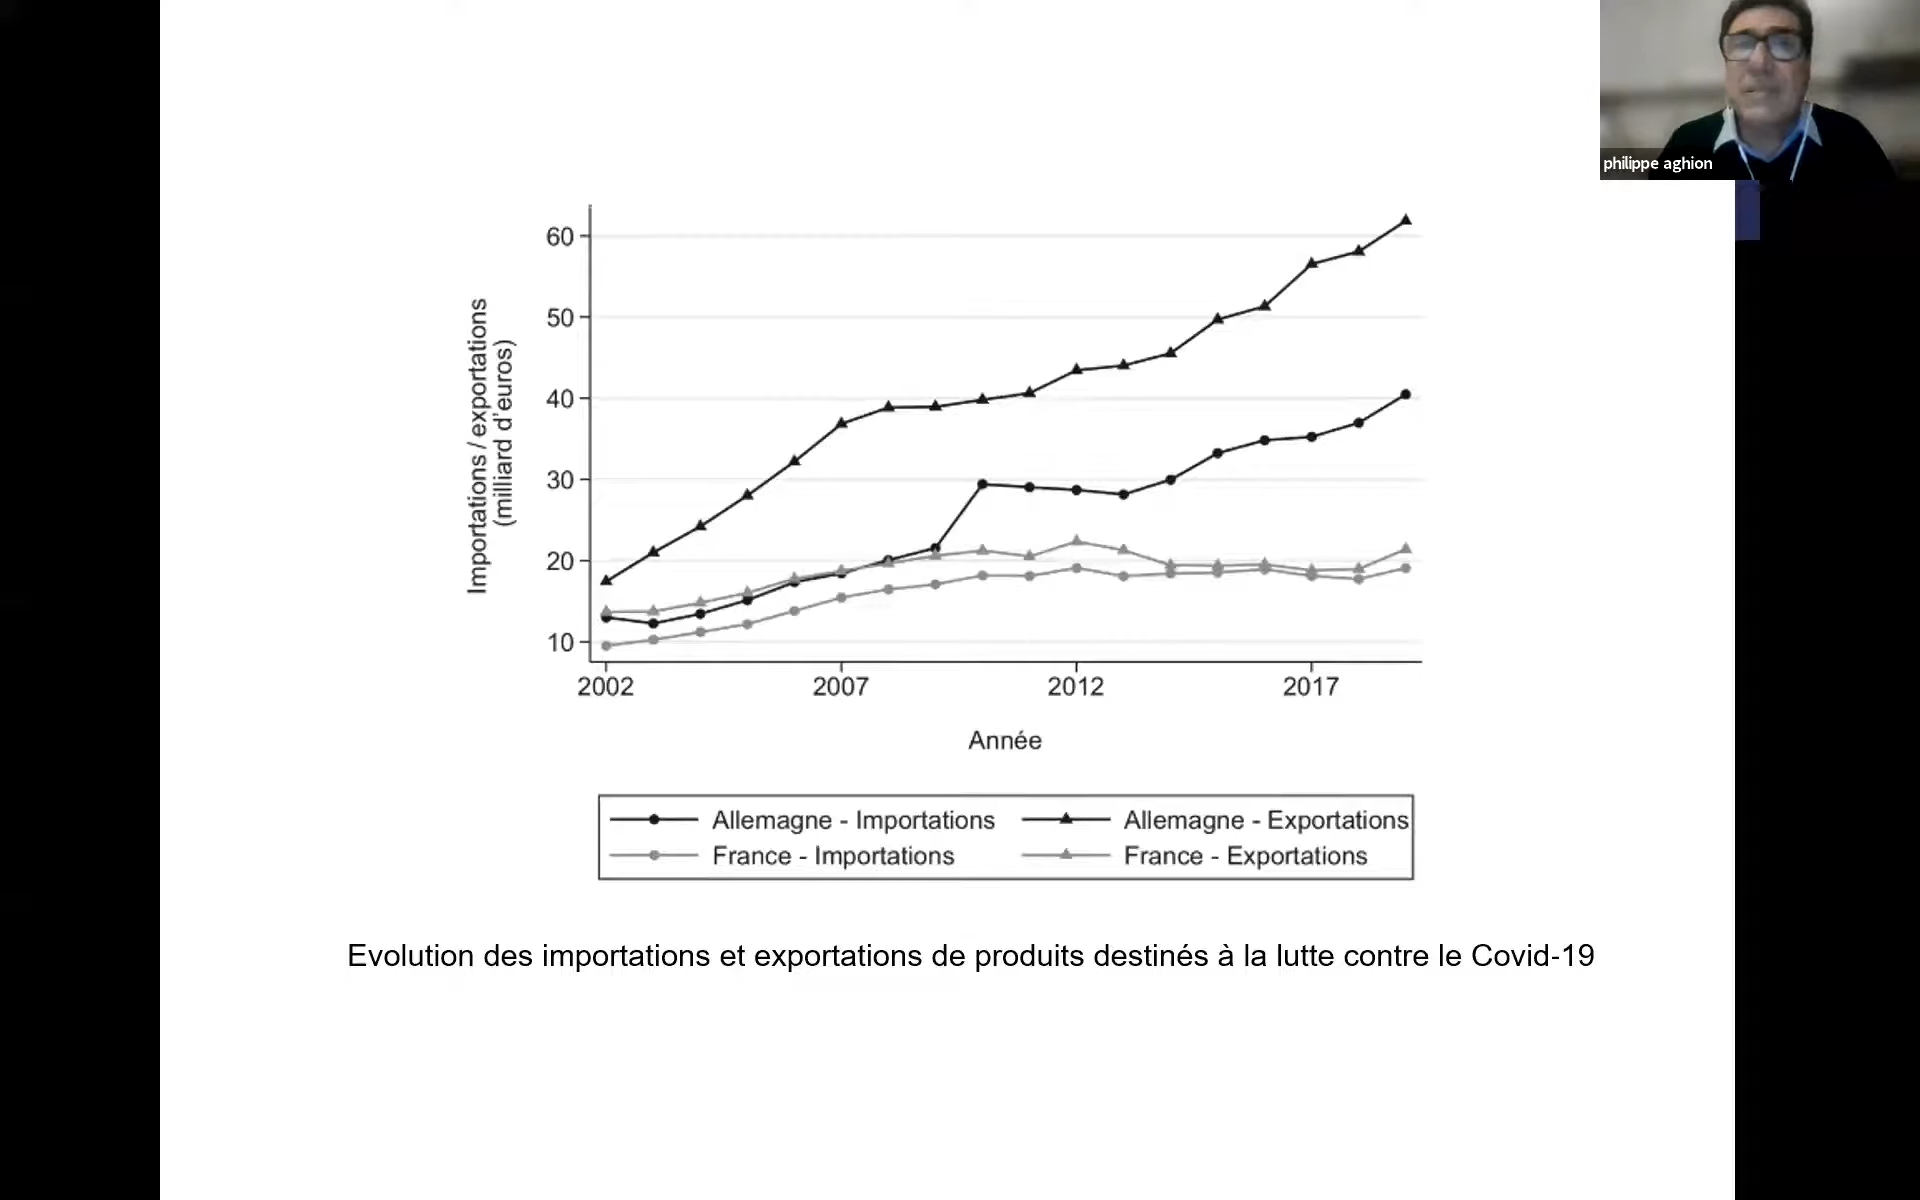 philippe aghion
Importations / exportations
(milliard d'euros)
60
50
40
30
20
10
2002
2007
2012
2017
Année
Allemagne - Importations
Allemagne - Exportations
France - Importations
France - Exportations
Evolution des importations et exportations de produits destinés à la lutte contre le Covid-19